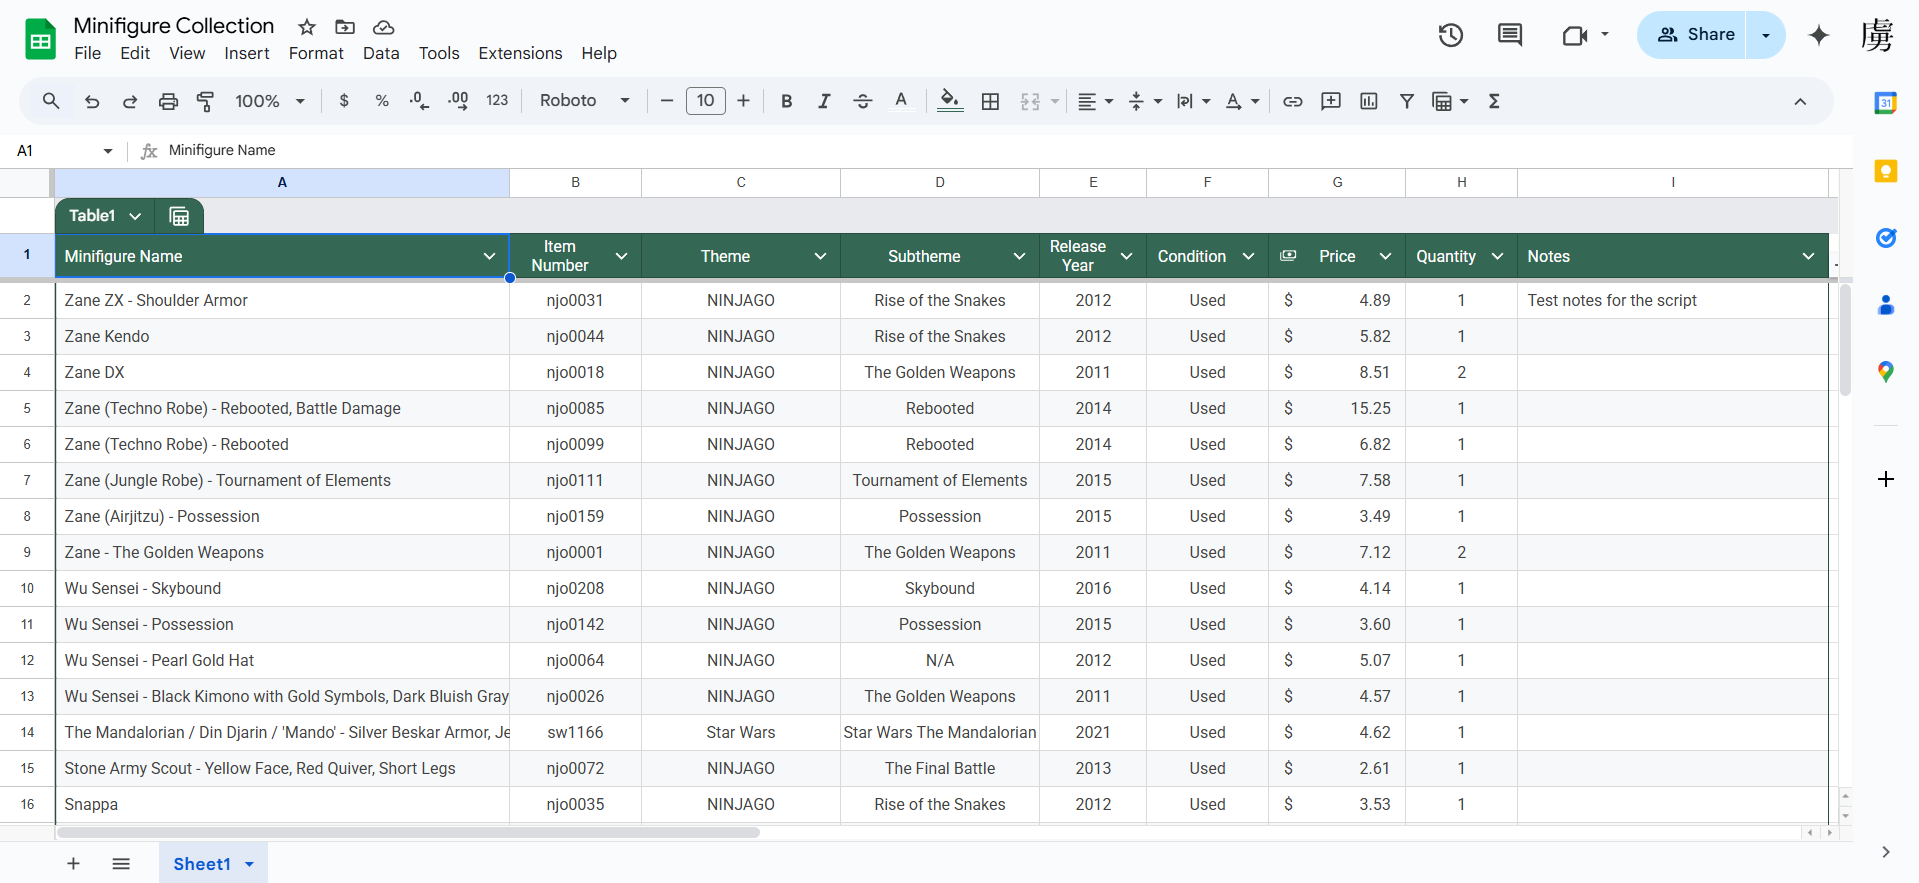 Minifigure Collection
File Edit View Insert Format Data Tools Extensions Help
Share
虏
100% $ % .0 .00 123 Roboto 10 B I A Σ
31
A1 fx Minifigure Name
A B C D E F G H I
Table1
1 Minifigure Name Item Number Theme Subtheme Release Year Condition Price Quantity Notes
2 Zane ZX - Shoulder Armor njo0031 NINJAGO Rise of the Snakes 2012 Used $ 4.89 1 Test notes for the script
3 Zane Kendo njo0044 NINJAGO Rise of the Snakes 2012 Used $ 5.82 1
4 Zane DX njo0018 NINJAGO The Golden Weapons 2011 Used $ 8.51 2
5 Zane (Techno Robe) - Rebooted, Battle Damage njo0085 NINJAGO Rebooted 2014 Used $ 15.25 1
6 Zane (Techno Robe) - Rebooted njo0099 NINJAGO Rebooted 2014 Used $ 6.82 1
7 Zane (Jungle Robe) - Tournament of Elements njo0111 NINJAGO Tournament of Elements 2015 Used $ 7.58 1
8 Zane (Airjitzu) - Possession njo0159 NINJAGO Possession 2015 Used $ 3.49 1
9 Zane - The Golden Weapons njo0001 NINJAGO The Golden Weapons 2011 Used $ 7.12 2
10 Wu Sensei - Skybound njo0208 NINJAGO Skybound 2016 Used $ 4.14 1
11 Wu Sensei - Possession njo0142 NINJAGO Possession 2015 Used $ 3.60 1
12 Wu Sensei - Pearl Gold Hat njo0064 NINJAGO N/A 2012 Used $ 5.07 1
13 Wu Sensei - Black Kimono with Gold Symbols, Dark Bluish Gray njo0026 NINJAGO The Golden Weapons 2011 Used $ 4.57 1
14 The Mandalorian / Din Djarin / 'Mando' - Silver Beskar Armor, Je sw1166 Star Wars Star Wars The Mandalorian 2021 Used $ 4.62 1
15 Stone Army Scout - Yellow Face, Red Quiver, Short Legs njo0072 NINJAGO The Final Battle 2013 Used $ 2.61 1
16 Snappa njo0035 NINJAGO Rise of the Snakes 2012 Used $ 3.53 1
Sheet1